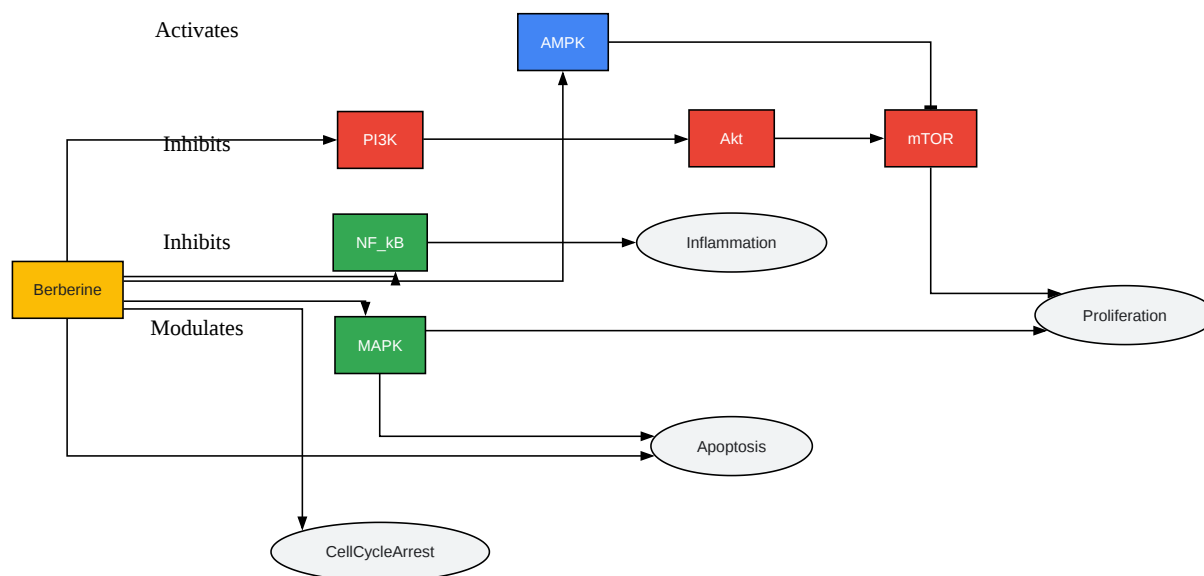 Activates
AMPK
PI3K
Inhibits
Akt
mTOR
NF_kB
Inhibits
Inflammation
Berberine
Modulates
MAPK
Proliferation
Apoptosis
CellCycleArrest